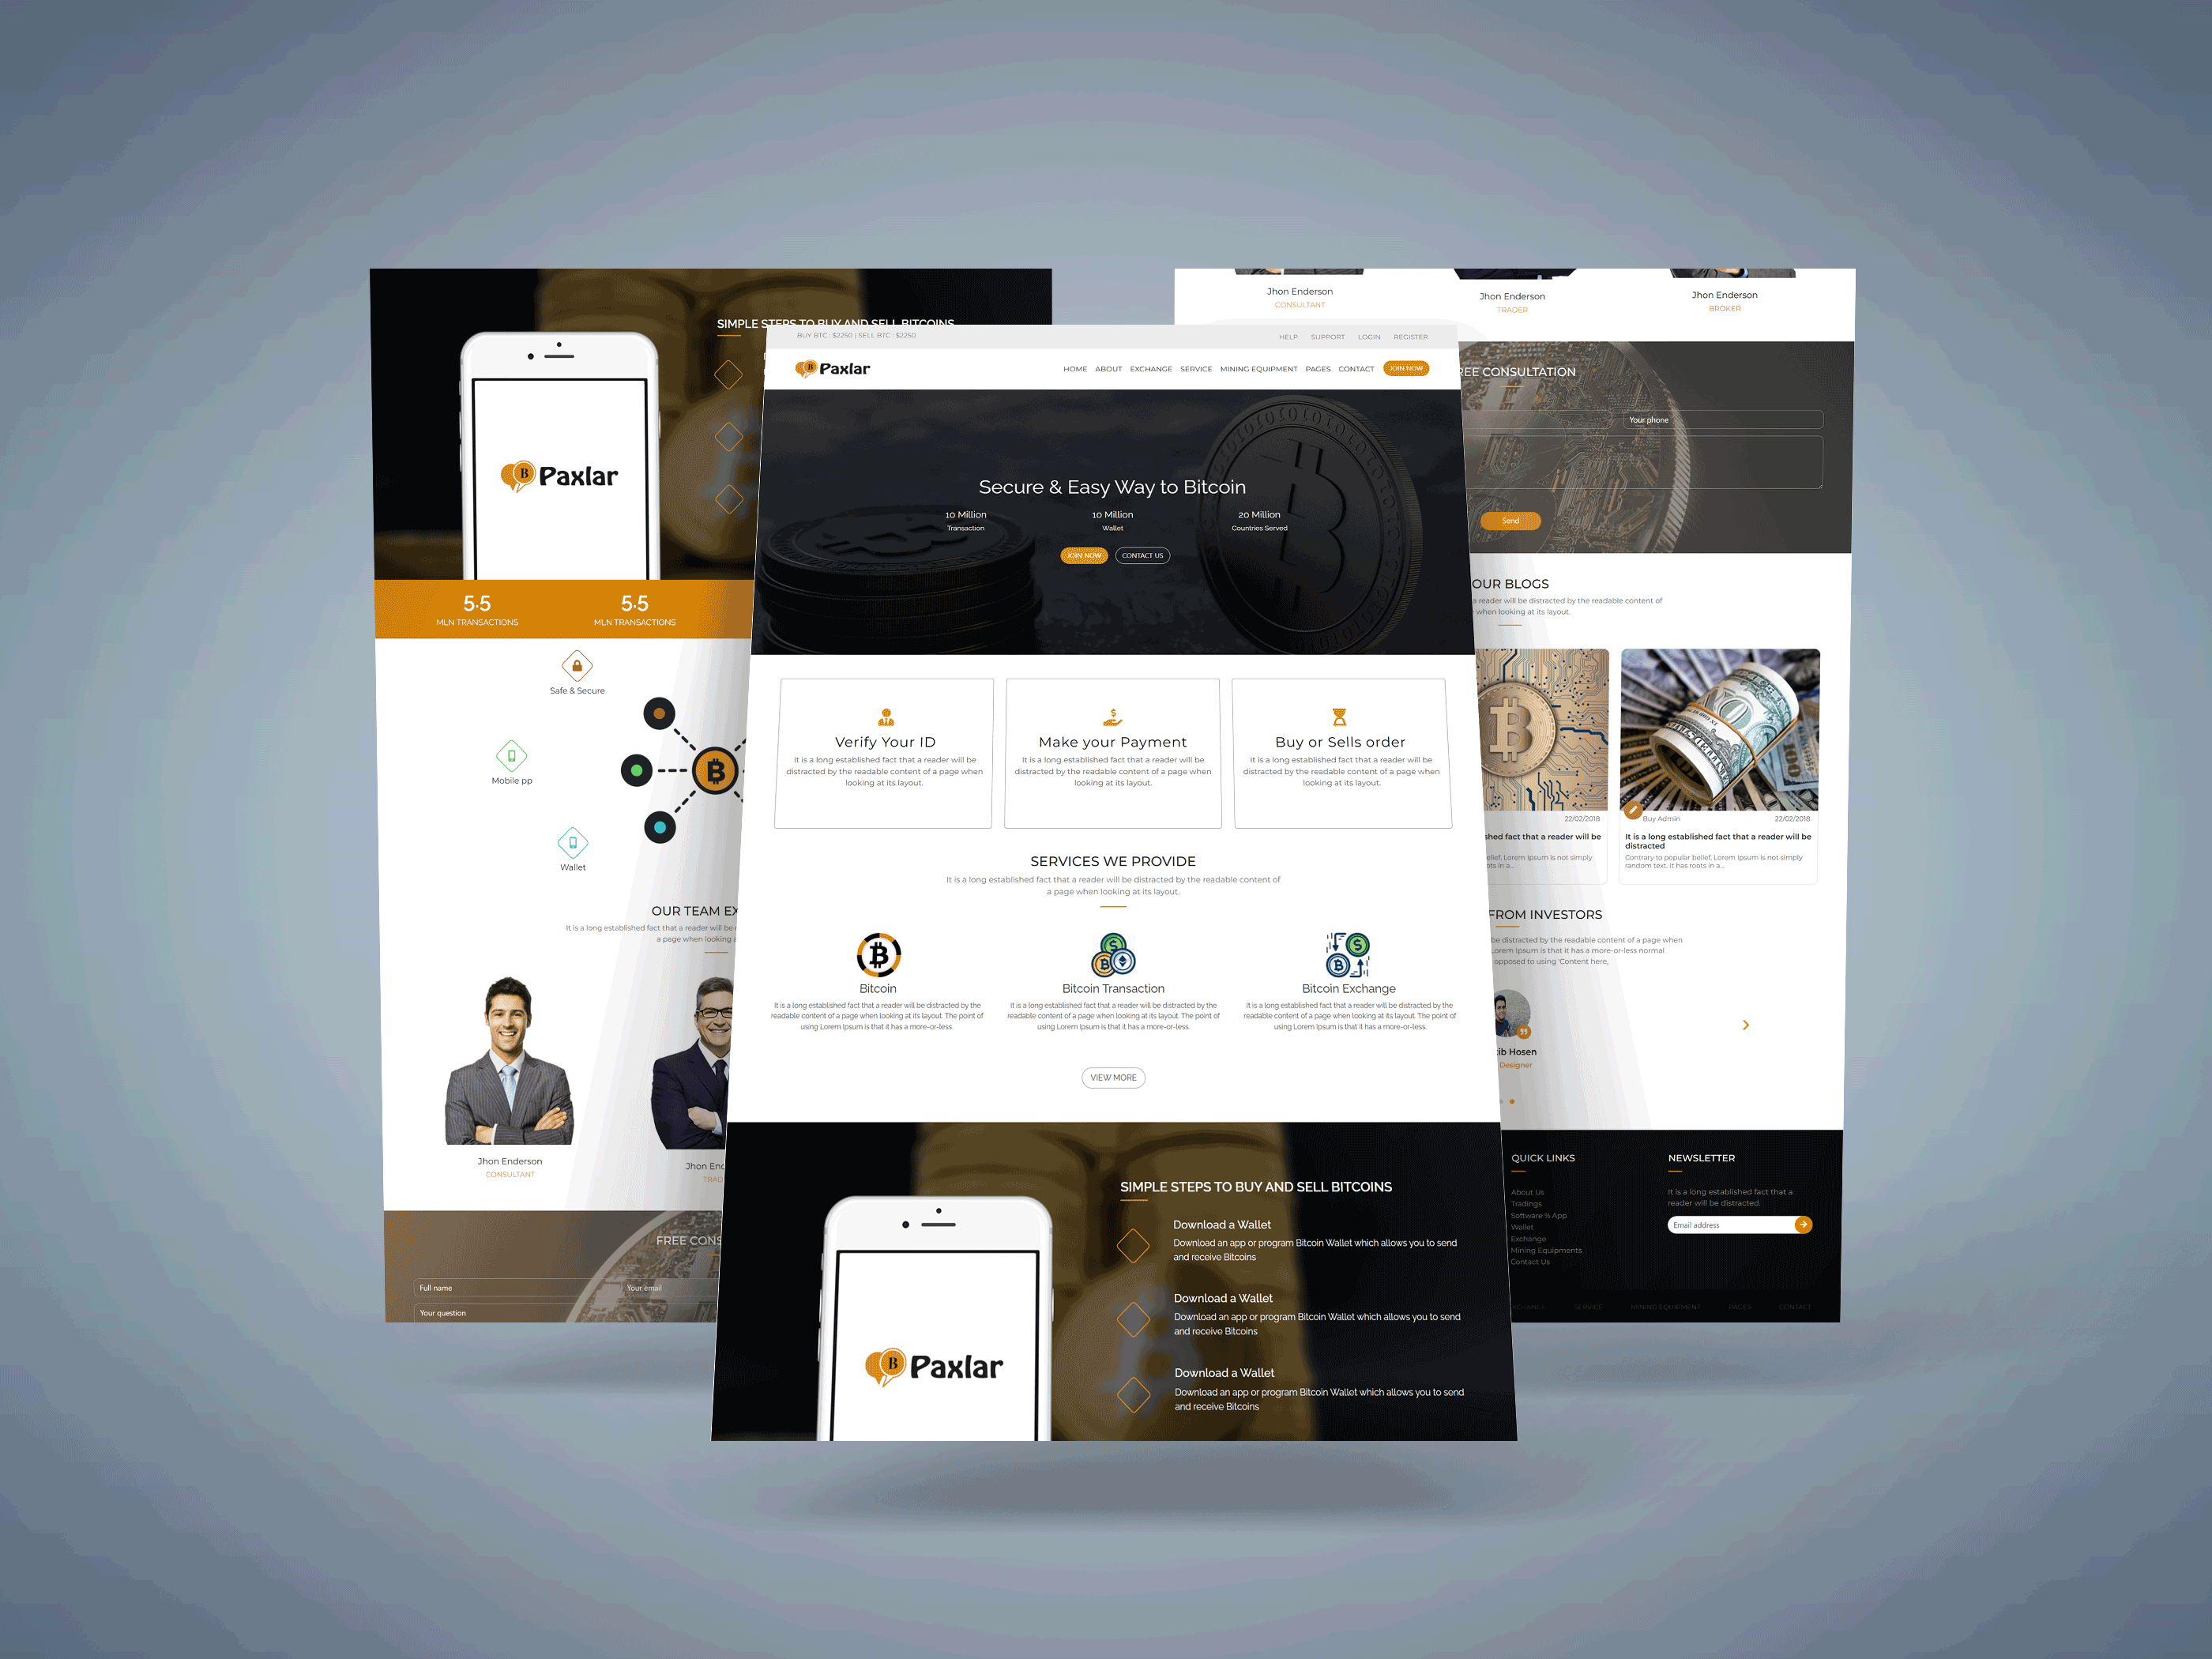 SIMPLE STEPS TO BUY AND SELL BITCOINS
B Paxlar
5.5
MLN TRANSACTIONS
5.5
MLN TRANSACTIONS
Safe & Secure
Mobile pp
Wallet
OUR TEAM EX
It is a long established fact that a reader will be
a page when looking
Jhon Enderson
CONSULTANT
Jhon Enc
TRAD
FREE CONS
Full name
Your email
Your question
BUY BTC : $2250 | SELL BTC : $2250
HELP SUPPORT LOGIN REGISTER
B Paxlar
HOME ABOUT EXCHANGE SERVICE MINING EQUIPMENT PAGES CONTACT JOIN NOW
Secure & Easy Way to Bitcoin
10 Million
Transaction
10 Million
Wallet
20 Million
Countries Served
JOIN NOW
CONTACT US
Verify Your ID
It is a long established fact that a reader will be
distracted by the readable content of a page when
looking at its layout.
Make your Payment
It is a long established fact that a reader will be
distracted by the readable content of a page when
looking at its layout.
Buy or Sells order
It is a long established fact that a reader will be
distracted by the readable content of a page when
looking at its layout.
SERVICES WE PROVIDE
It is a long established fact that a reader will be distracted by the readable content of
a page when looking at its layout.
Bitcoin
It is a long established fact that a reader will be distracted by the
readable content of a page when looking at its layout. The point of
using Lorem Ipsum is that it has a more-or-less.
Bitcoin Transaction
It is a long established fact that a reader will be distracted by the
readable content of a page when looking at its layout. The point of
using Lorem Ipsum is that it has a more-or-less.
Bitcoin Exchange
It is a long established fact that a reader will be distracted by the
readable content of a page when looking at its layout. The point of
using Lorem Ipsum is that it has a more-or-less.
VIEW MORE
SIMPLE STEPS TO BUY AND SELL BITCOINS
Download a Wallet
Download an app or program Bitcoin Wallet which allows you to send
and receive Bitcoins
Download a Wallet
Download an app or program Bitcoin Wallet which allows you to send
and receive Bitcoins
Download a Wallet
Download an app or program Bitcoin Wallet which allows you to send
and receive Bitcoins
B Paxlar
Jhon Enderson
CONSULTANT
Jhon Enderson
TRADER
Jhon Enderson
BROKER
REE CONSULTATION
Your phone
Send
OUR BLOGS
a reader will be distracted by the readable content of
when looking at its layout.
22/02/2018
shed fact that a reader will be
elief, Lorem Ipsum is not simply
ots in a...
Buy Admin 22/02/2018
It is a long established fact that a reader will be
distracted
Contrary to popular belief, Lorem Ipsum is not simply
random text. It has roots in a...
FROM INVESTORS
be distracted by the readable content of a page when
Lorem Ipsum is that it has a more-or-less normal
opposed to using 'Content here,
ib Hosen
Designer
QUICK LINKS
About Us
Tradings
Software % App
Wallet
Exchange
Mining Equipments
Contact Us
NEWSLETTER
It is a long established fact that a
reader will be distracted.
Email address
SERVICE MINING EQUIPMENT PAGES CONTACT